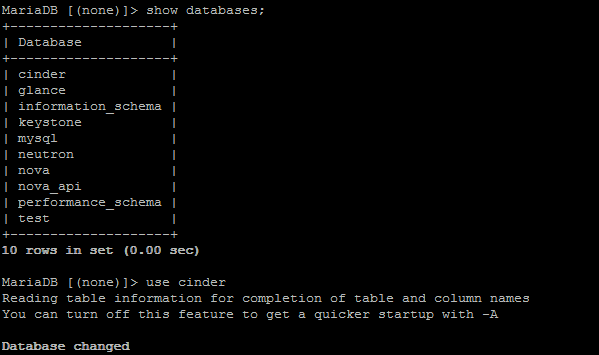 MariaDB [(none)]> show databases;
+--------------------+
| Database           |
+--------------------+
| cinder             |
| glance             |
| information_schema |
| keystone           |
| mysql              |
| neutron            |
| nova               |
| nova_api           |
| performance_schema |
| test               |
+--------------------+
10 rows in set (0.00 sec)

MariaDB [(none)]> use cinder
Reading table information for completion of table and column names
You can turn off this feature to get a quicker startup with -A

Database changed